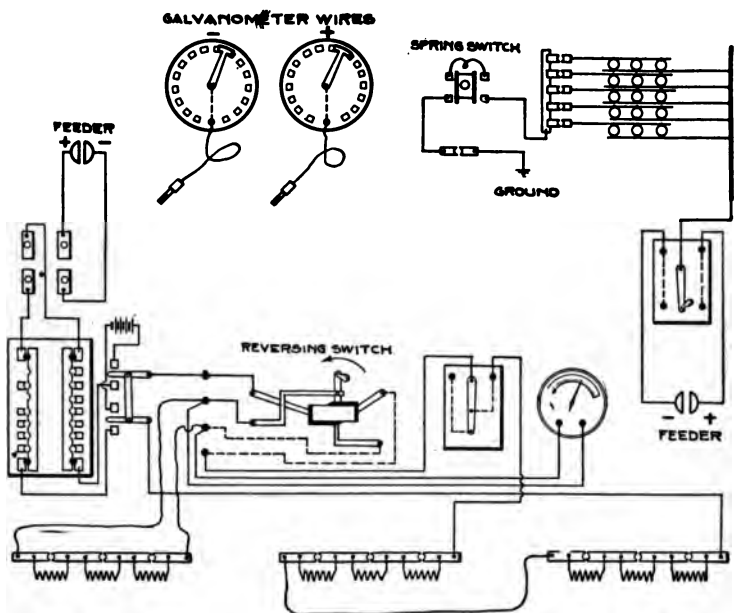 GALVANOMETER WIRES
- +
SPRING SWITCH
FEEDER
+ -
GROUND
REVERSING SWITCH
- +
FEEDER